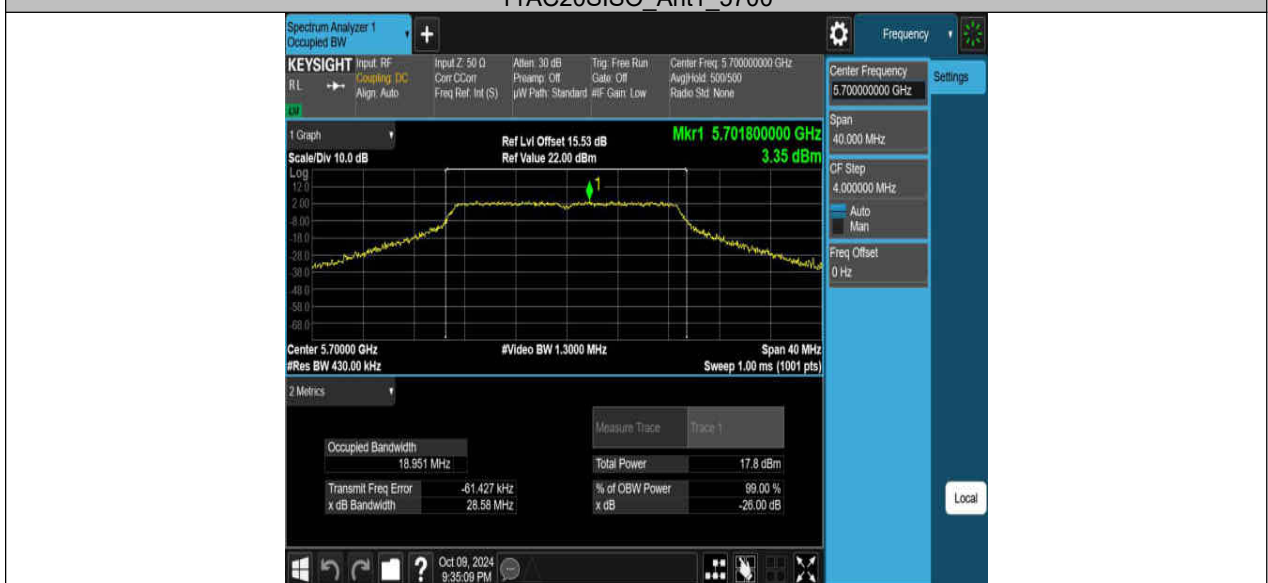 11AC20SISO_Ant1_5700
Spectrum Analyzer 1
Occupied BW
+
Frequency
KEYSIGHT
Input: RF
Coupling: DC
Align: Auto
RL
Input Z: 50 Ω
Corr CCorr
Freq Ref: Int (S)
Atten: 30 dB
Preamp: Off
µW Path: Standard
Trig: Free Run
Gate: Off
#IF Gain: Low
Center Freq: 5.700000000 GHz
Avg|Hold: 500/500
Radio Std: None
Center Frequency
5.700000000 GHz
Settings
Span
40.000 MHz
CF Step
4.000000 MHz
Auto
Man
Freq Offset
0 Hz
1 Graph
Scale/Div 10.0 dB
Ref Lvl Offset 15.53 dB
Ref Value 22.00 dBm
Mkr1 5.701800000 GHz
3.35 dBm
Log
12.0
2.00
-8.00
-18.0
-28.0
-38.0
-48.0
-58.0
-68.0
1
Center 5.70000 GHz
#Video BW 1.3000 MHz
Span 40 MHz
#Res BW 430.00 kHz
Sweep 1.00 ms (1001 pts)
2 Metrics
Measure Trace
Trace 1
Occupied Bandwidth
18.951 MHz
Total Power
17.8 dBm
Transmit Freq Error
-61.427 kHz
% of OBW Power
99.00 %
x dB Bandwidth
28.58 MHz
x dB
-26.00 dB
Local
?
Oct 09, 2024
9:35:09 PM